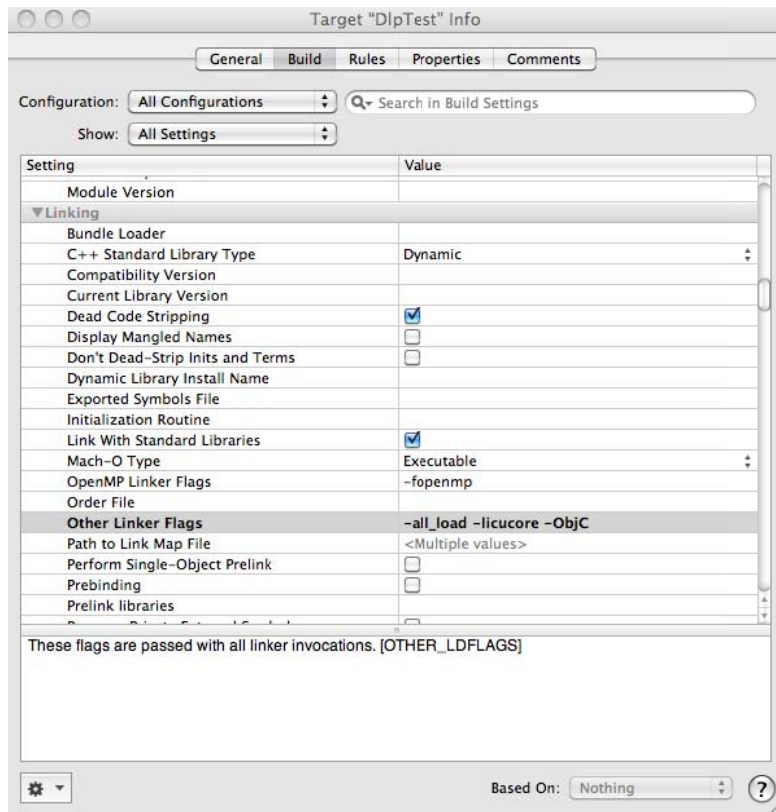 Target "DlpTest" Info
General Build Rules Properties Comments
Configuration: All Configurations Search in Build Settings
Show: All Settings
Setting Value
Module Version
Linking
Bundle Loader
C++ Standard Library Type Dynamic
Compatibility Version
Current Library Version
Dead Code Stripping
Display Mangled Names
Don't Dead-Strip Inits and Terms
Dynamic Library Install Name
Exported Symbols File
Initialization Routine
Link With Standard Libraries
Mach-O Type Executable
OpenMP Linker Flags -fopenmp
Order File
Other Linker Flags -all_load -licucore -ObjC
Path to Link Map File <Multiple values>
Perform Single-Object Prelink
Prebinding
Prelink libraries
These flags are passed with all linker invocations. [OTHER_LDFLAGS]
Based On: Nothing ?